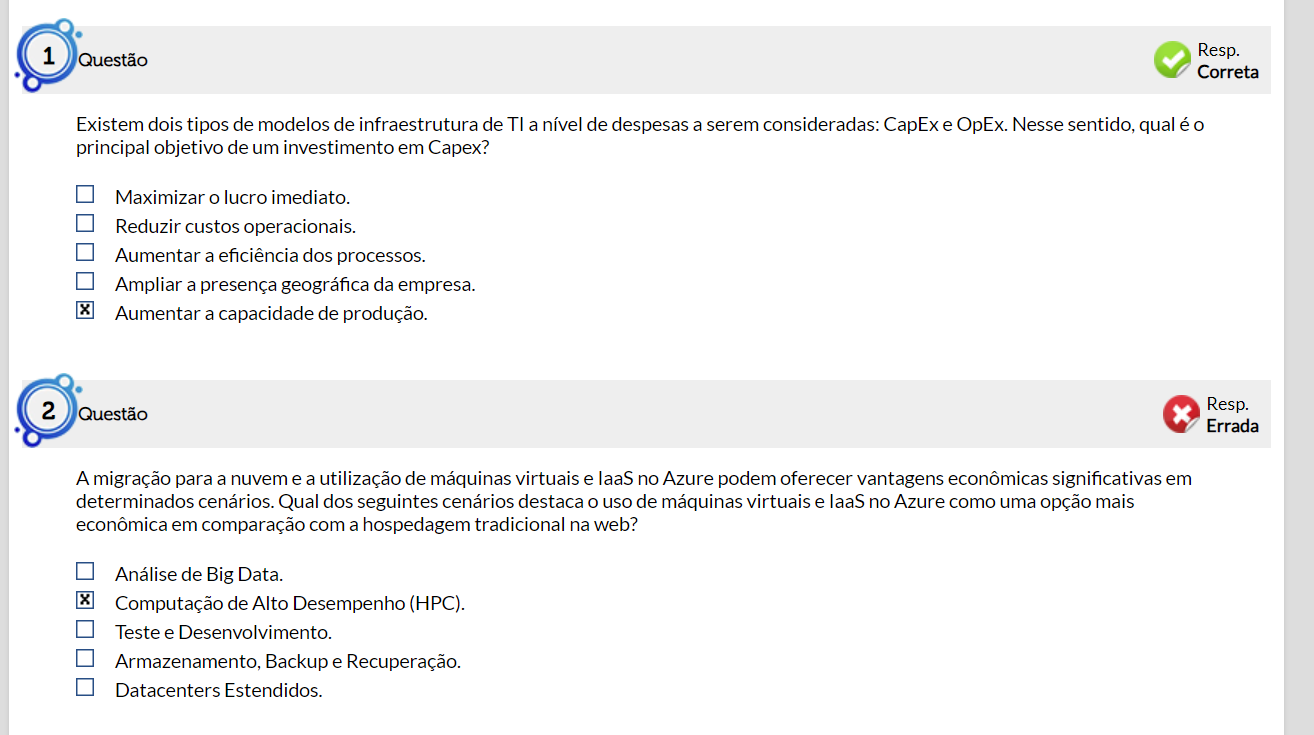 1 Questão
Resp.
Correta
Existem dois tipos de modelos de infraestrutura de TI a nível de despesas a serem consideradas: CapEx e OpEx. Nesse sentido, qual é o
principal objetivo de um investimento em Capex?
Maximizar o lucro imediato.
Reduzir custos operacionais.
Aumentar a eficiência dos processos.
Ampliar a presença geográfica da empresa.
Aumentar a capacidade de produção.
2 Questão
Resp.
Errada
A migração para a nuvem e a utilização de máquinas virtuais e IaaS no Azure podem oferecer vantagens econômicas significativas em
determinados cenários. Qual dos seguintes cenários destaca o uso de máquinas virtuais e IaaS no Azure como uma opção mais
econômica em comparação com a hospedagem tradicional na web?
Análise de Big Data.
Computação de Alto Desempenho (HPC).
Teste e Desenvolvimento.
Armazenamento, Backup e Recuperação.
Datacenters Estendidos.